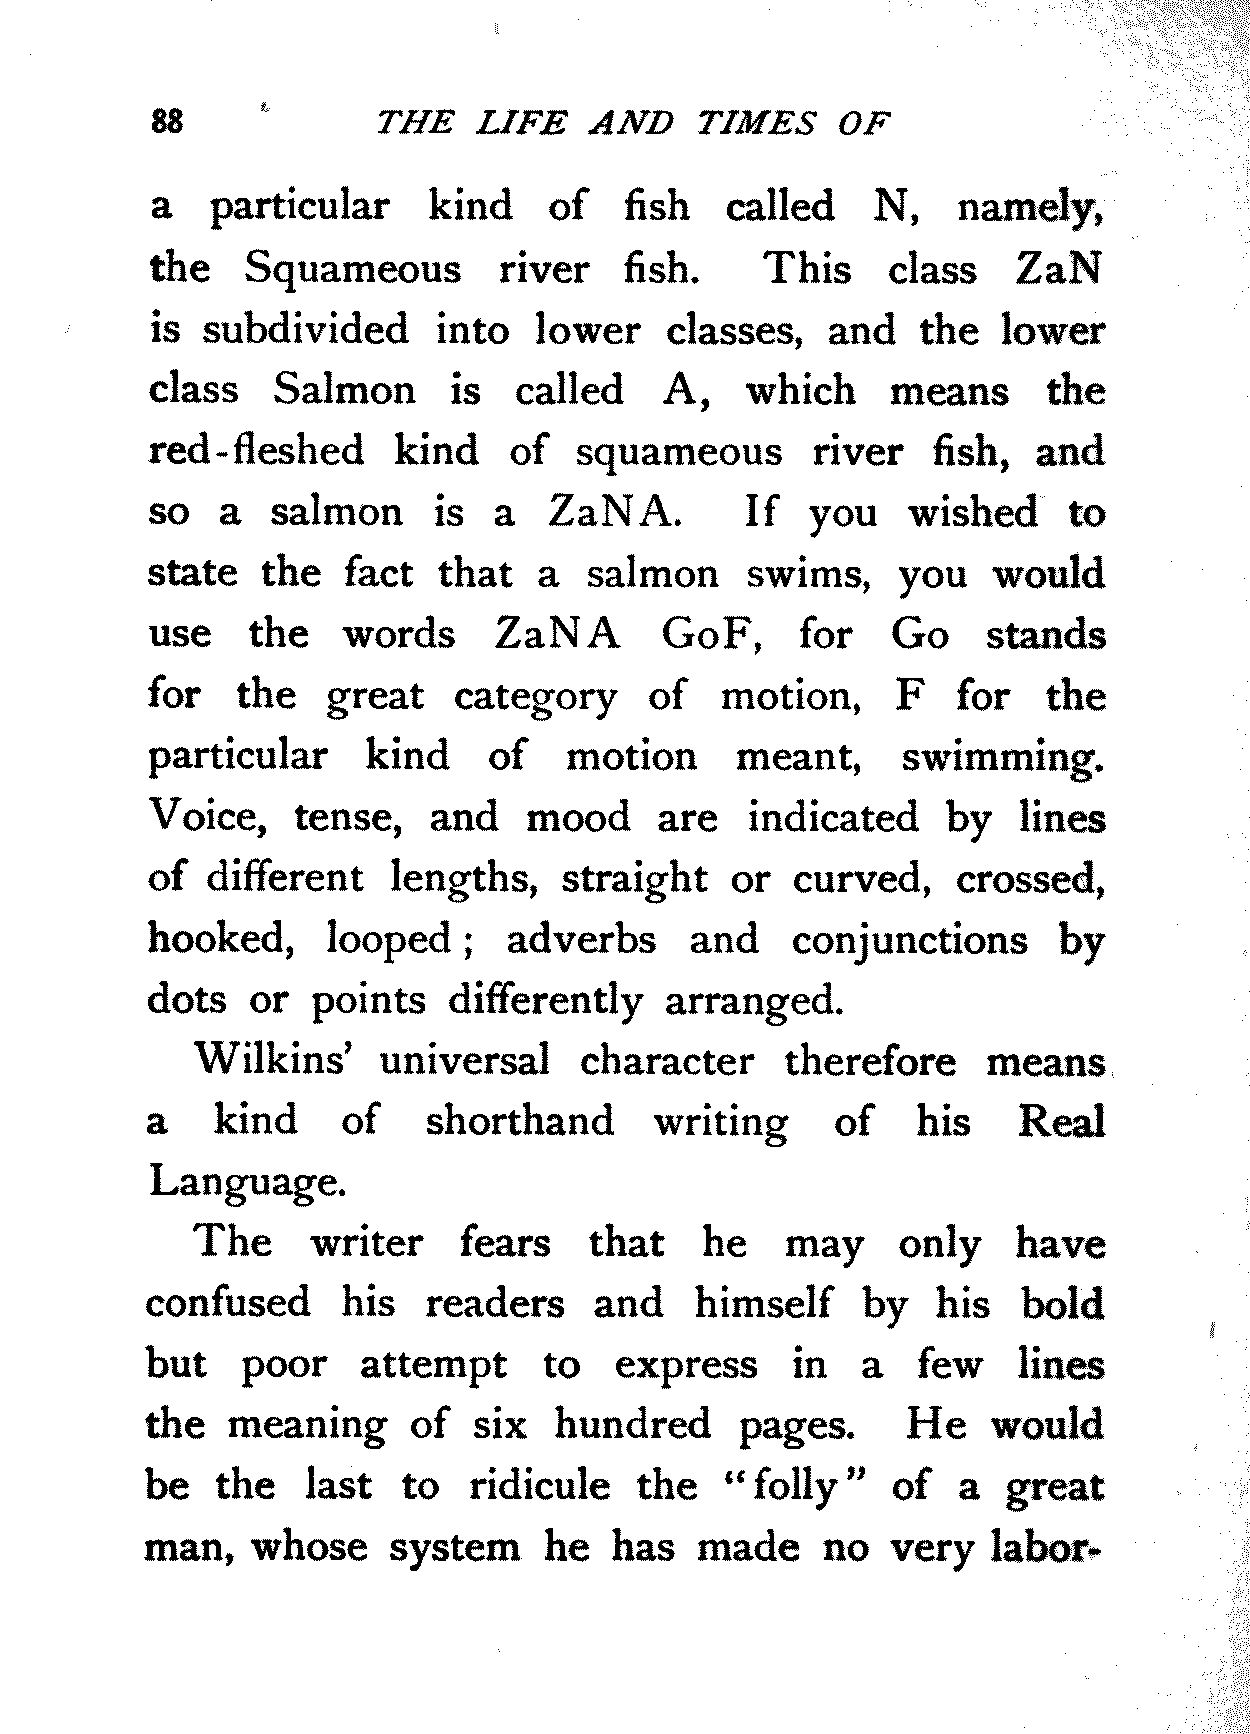 88 THE LIFE AND TIMES OF
a particular kind of fish called N, namely,
the Squameous river fish. This class ZaN
is subdivided into lower classes, and the lower
class Salmon is called A, which means the
red-fleshed kind of squameous river fish, and
so a salmon is a ZaNA. If you wished to
state the fact that a salmon swims, you would
use the words ZaNA GoF, for Go stands
for the great category of motion, F for the
particular kind of motion meant, swimming.
Voice, tense, and mood are indicated by lines
of different lengths, straight or curved, crossed,
hooked, looped ; adverbs and conjunctions by
dots or points differently arranged.
Wilkins' universal character therefore means
a kind of shorthand writing of his Real
Language.
The writer fears that he may only have
confused his readers and himself by his bold
but poor attempt to express in a few lines
the meaning of six hundred pages. He would
be the last to ridicule the "folly" of a great
man, whose system he has made no very labor-